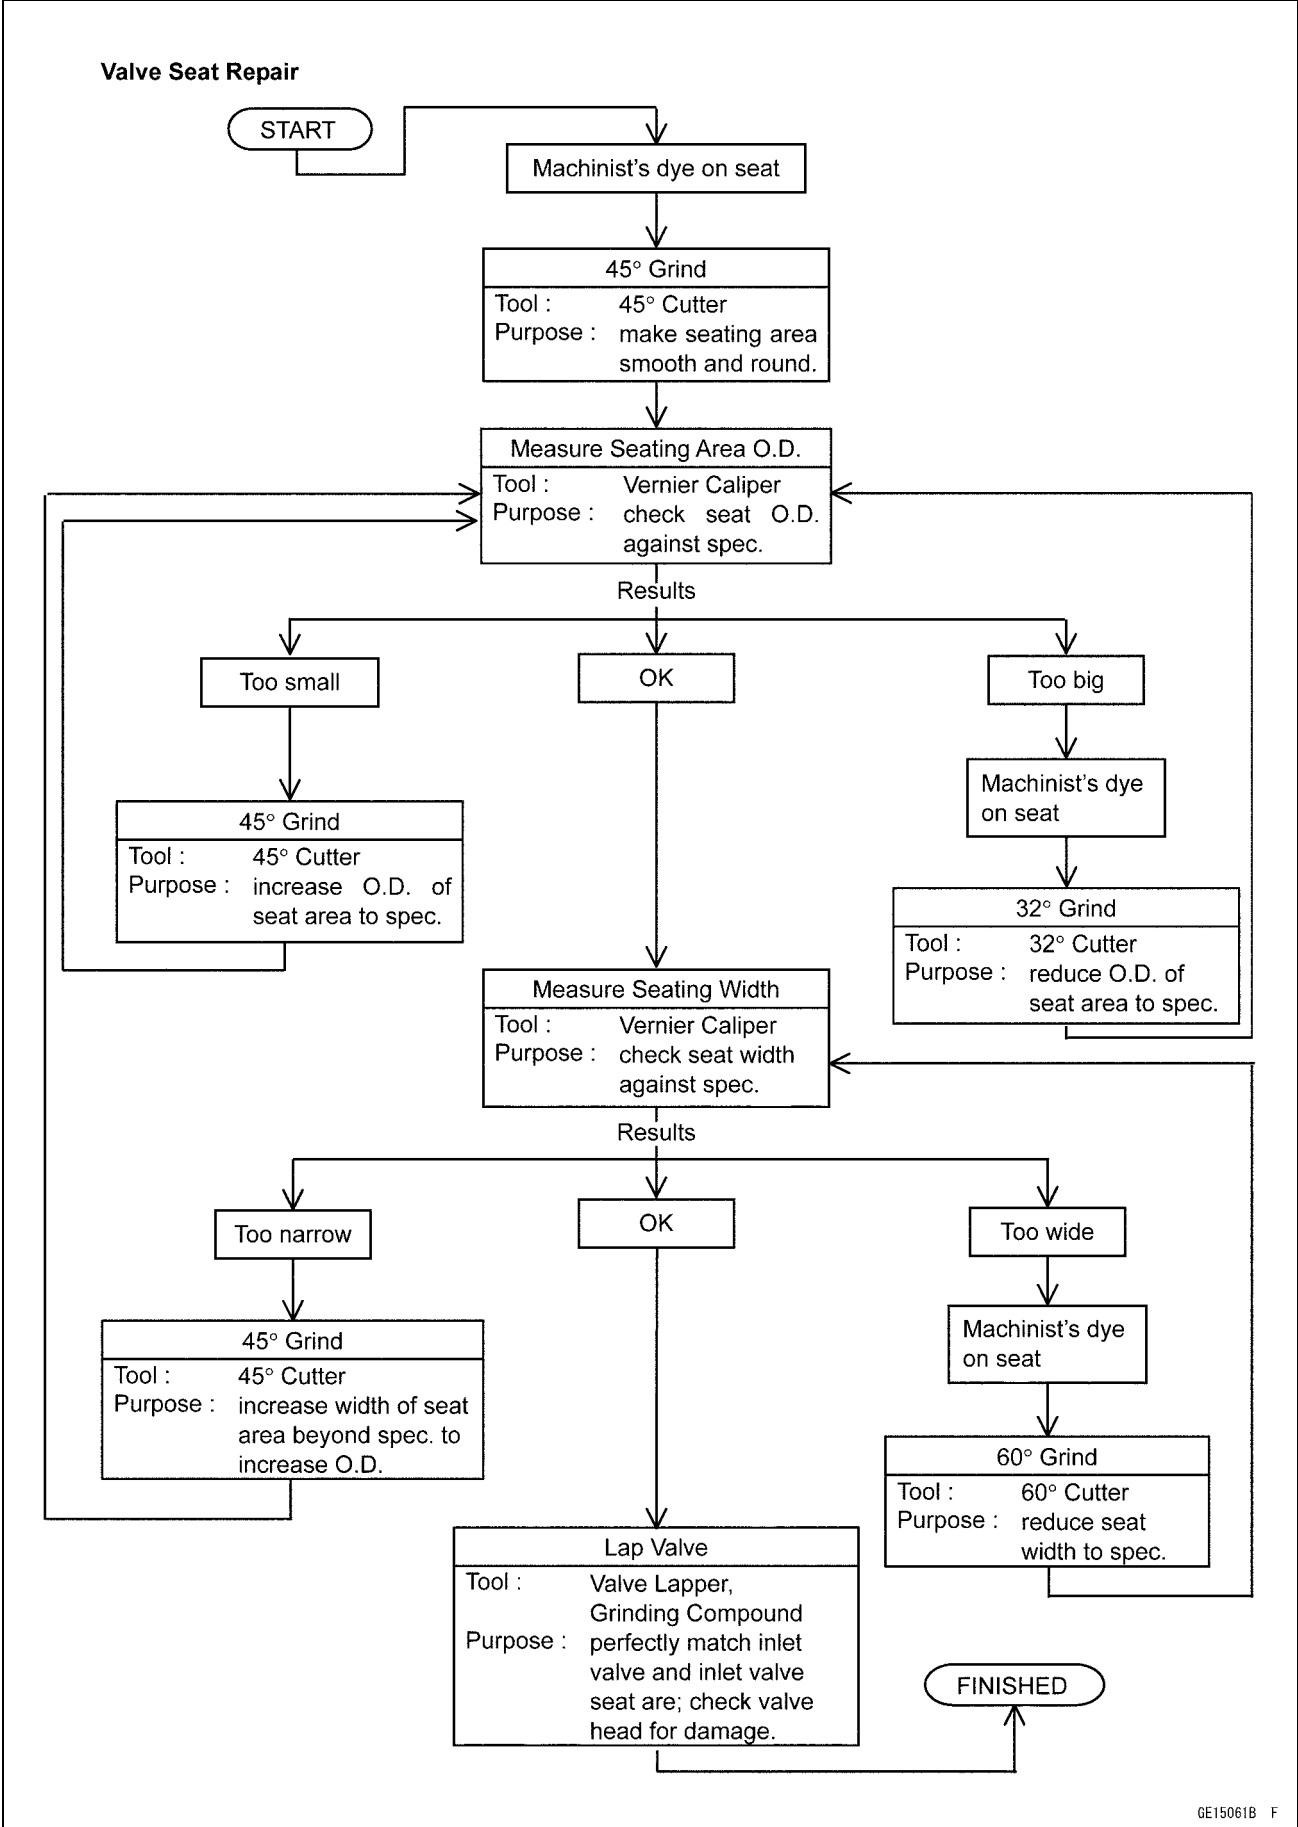 Valve Seat Repair
START
Machinist's dye on seat
45° Grind
Tool : 45° Cutter
Purpose : make seating area
smooth and round.
Measure Seating Area O.D.
Tool : Vernier Caliper
Purpose : check seat O.D.
against spec.
Results
Too small
OK
Too big
Machinist's dye
on seat
45° Grind
Tool : 45° Cutter
Purpose : increase O.D. of
seat area to spec.
32° Grind
Tool : 32° Cutter
Purpose : reduce O.D. of
seat area to spec.
Measure Seating Width
Tool : Vernier Caliper
Purpose : check seat width
against spec.
Results
Too narrow
OK
Too wide
Machinist's dye
on seat
45° Grind
Tool : 45° Cutter
Purpose : increase width of seat
area beyond spec. to
increase O.D.
60° Grind
Tool : 60° Cutter
Purpose : reduce seat
width to spec.
Lap Valve
Tool : Valve Lapper,
Grinding Compound
Purpose : perfectly match inlet
valve and inlet valve
seat are; check valve
head for damage.
FINISHED
GE15061B F